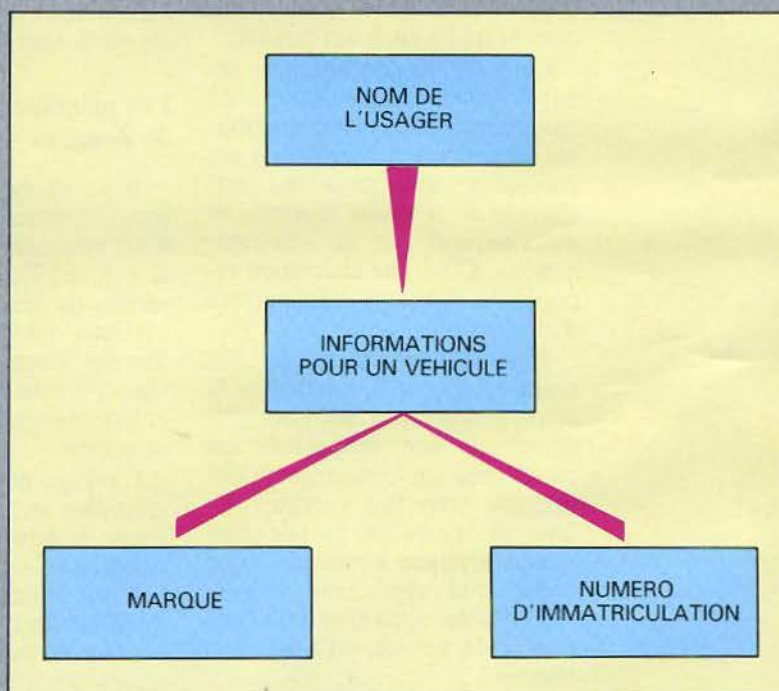 NOM DE
L'USAGER
INFORMATIONS
POUR UN VEHICULE
MARQUE
NUMERO
D'IMMATRICULATION